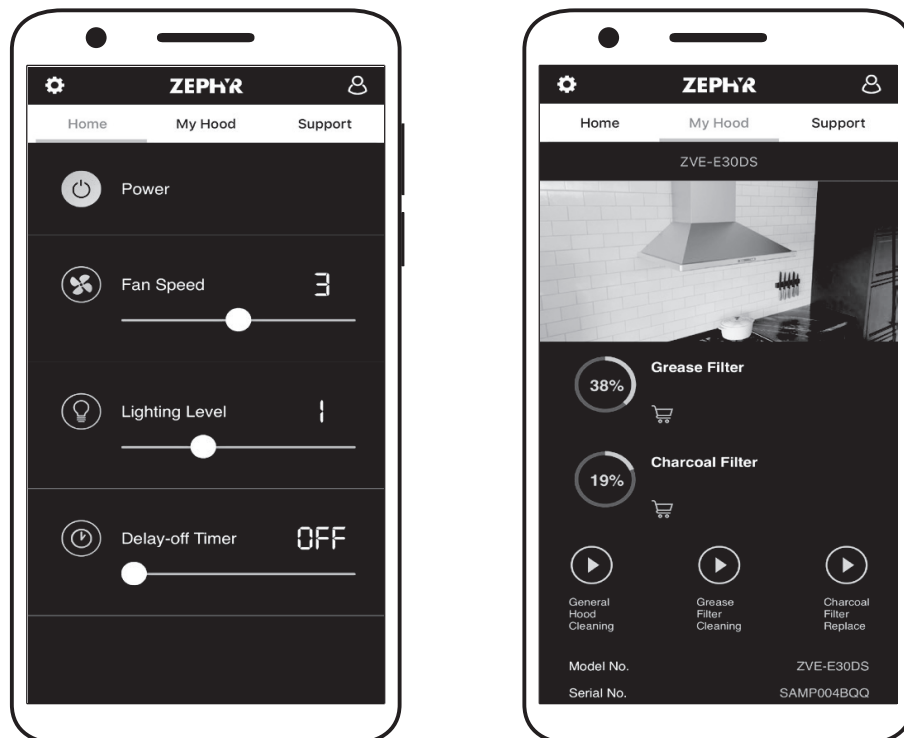 ZEPHYR
Home My Hood Support
Power
Fan Speed 3
Lighting Level 1
Delay-off Timer OFF
ZEPHYR
Home My Hood Support
ZVE-E30DS
38% Grease Filter
19% Charcoal Filter
General
Hood
Cleaning
Grease
Filter
Cleaning
Charcoal
Filter
Replace
Model No. ZVE-E30DS
Serial No. SAMP004BQQ